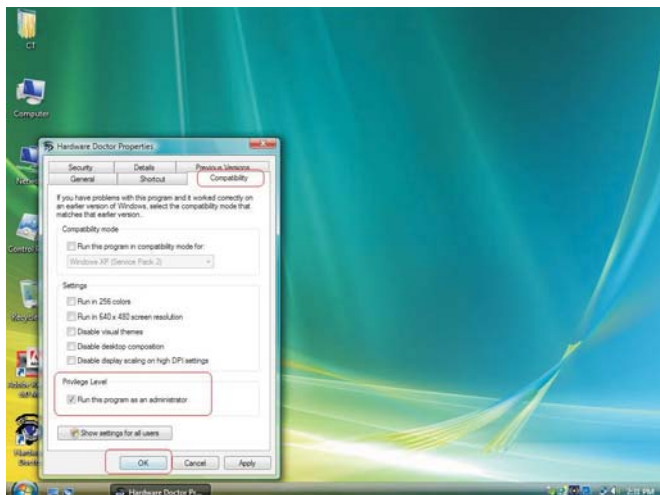 CT
Computer
Hardware Doctor Properties
Security Details Previous Versions
General Shortcut Compatibility
If you have problems with this program and it worked correctly on
an earlier version of Windows, select the compatibility mode that
matches that earlier version.
Compatibility mode
Run this program in compatibility mode for:
Windows XP (Service Pack 2)
Settings
Run in 256 colors
Run in 640 x 480 screen resolution
Disable visual themes
Disable desktop composition
Disable display scaling on high DPI settings
Privilege Level
Run this program as an administrator
Show settings for all users
OK Cancel Apply
Hardware Doctor Pr...
2:31 PM